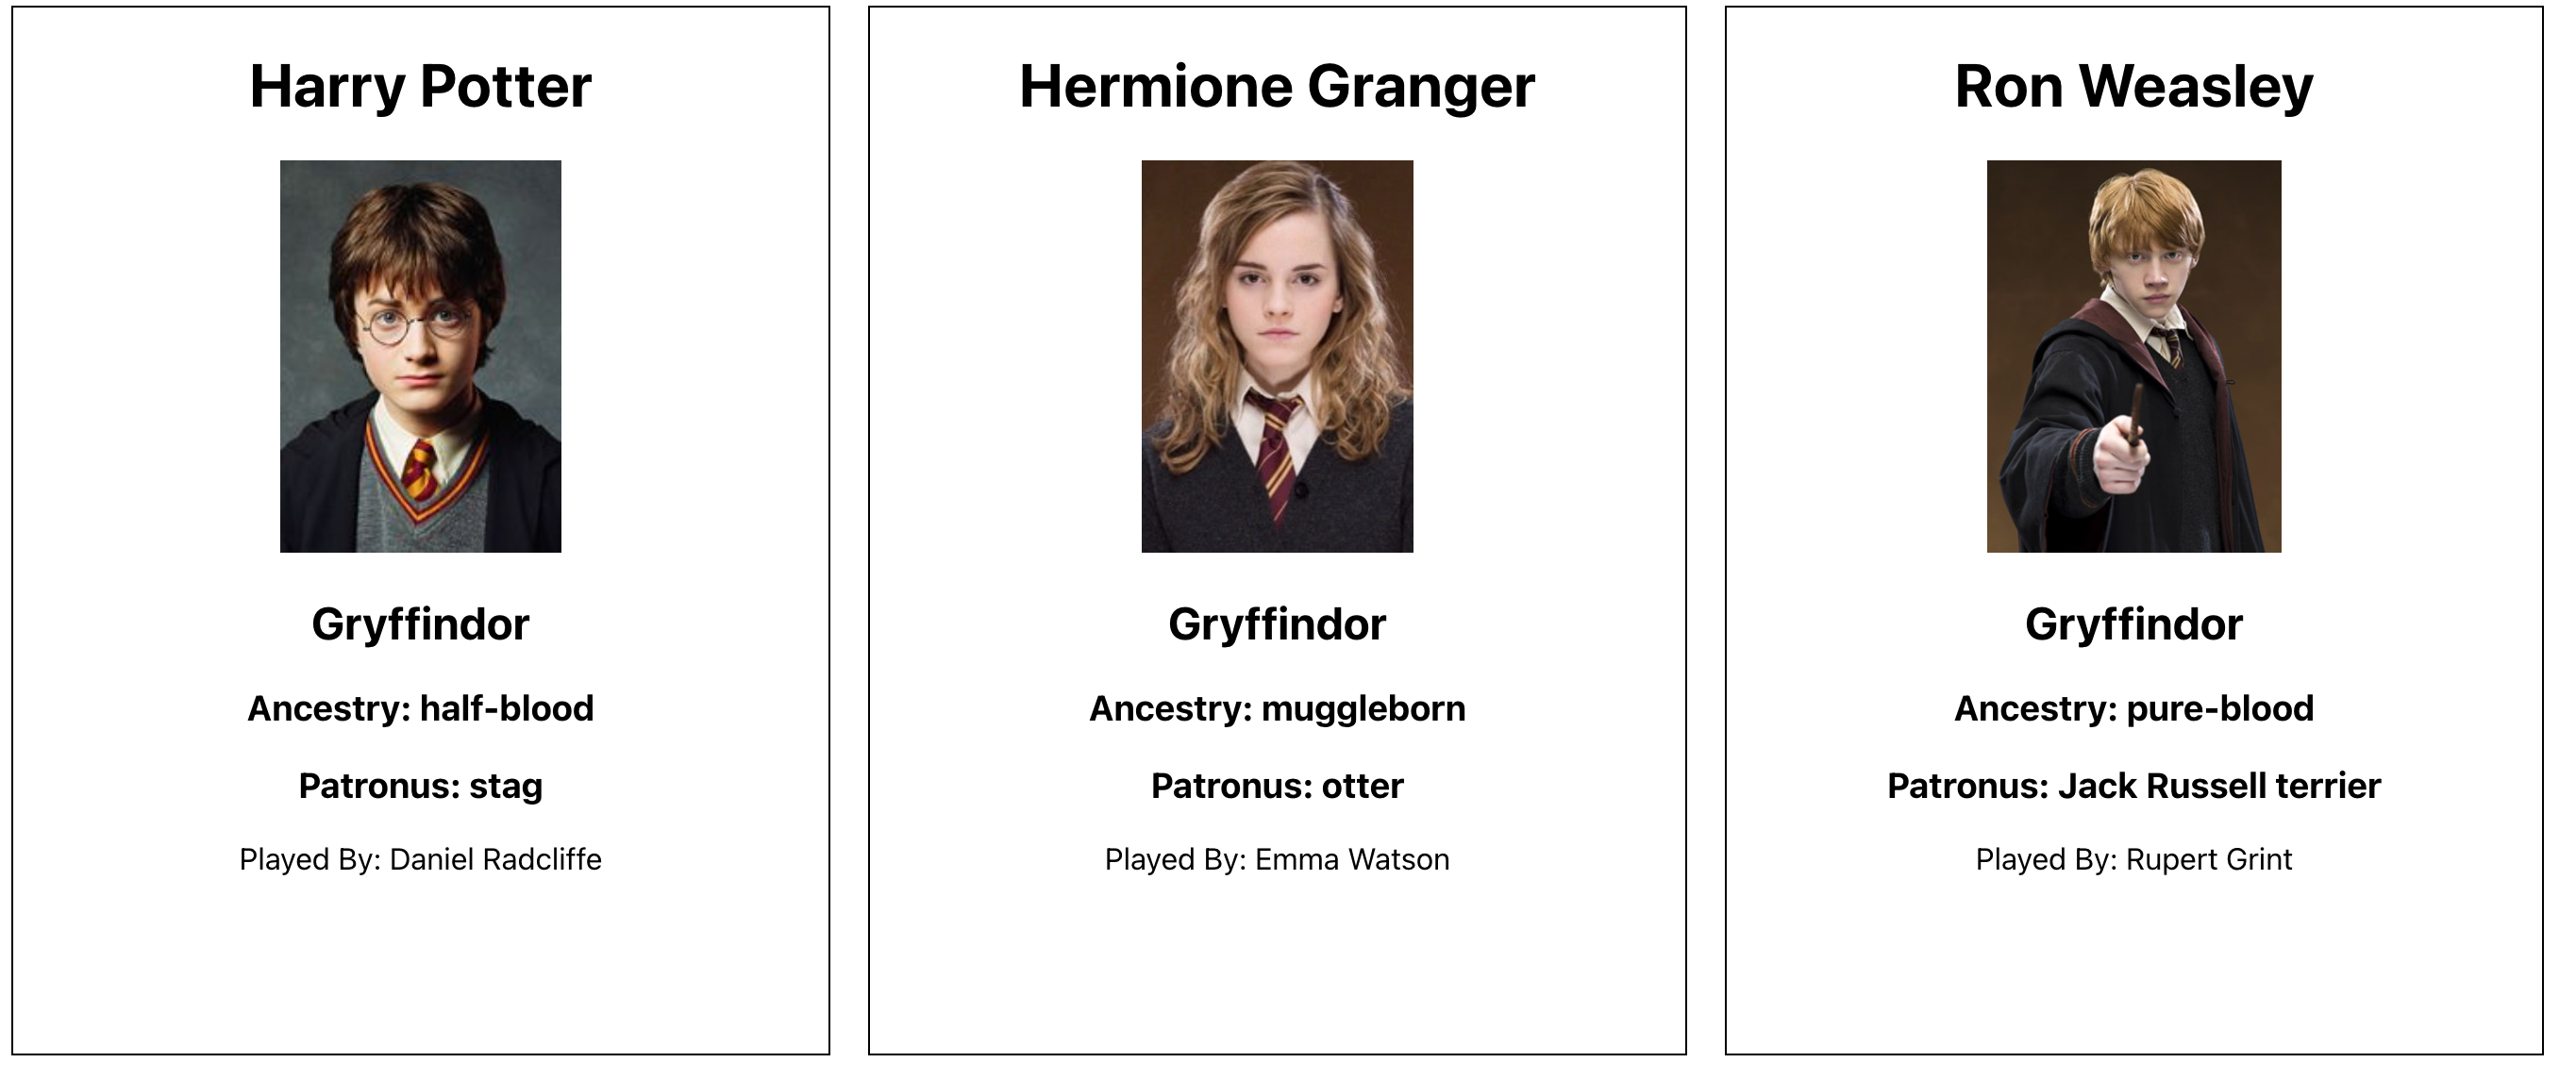 Harry Potter
Gryffindor
Ancestry: half-blood
Patronus: stag
Played By: Daniel Radcliffe
Hermione Granger
Gryffindor
Ancestry: muggleborn
Patronus: otter
Played By: Emma Watson
Ron Weasley
Gryffindor
Ancestry: pure-blood
Patronus: Jack Russell terrier
Played By: Rupert Grint